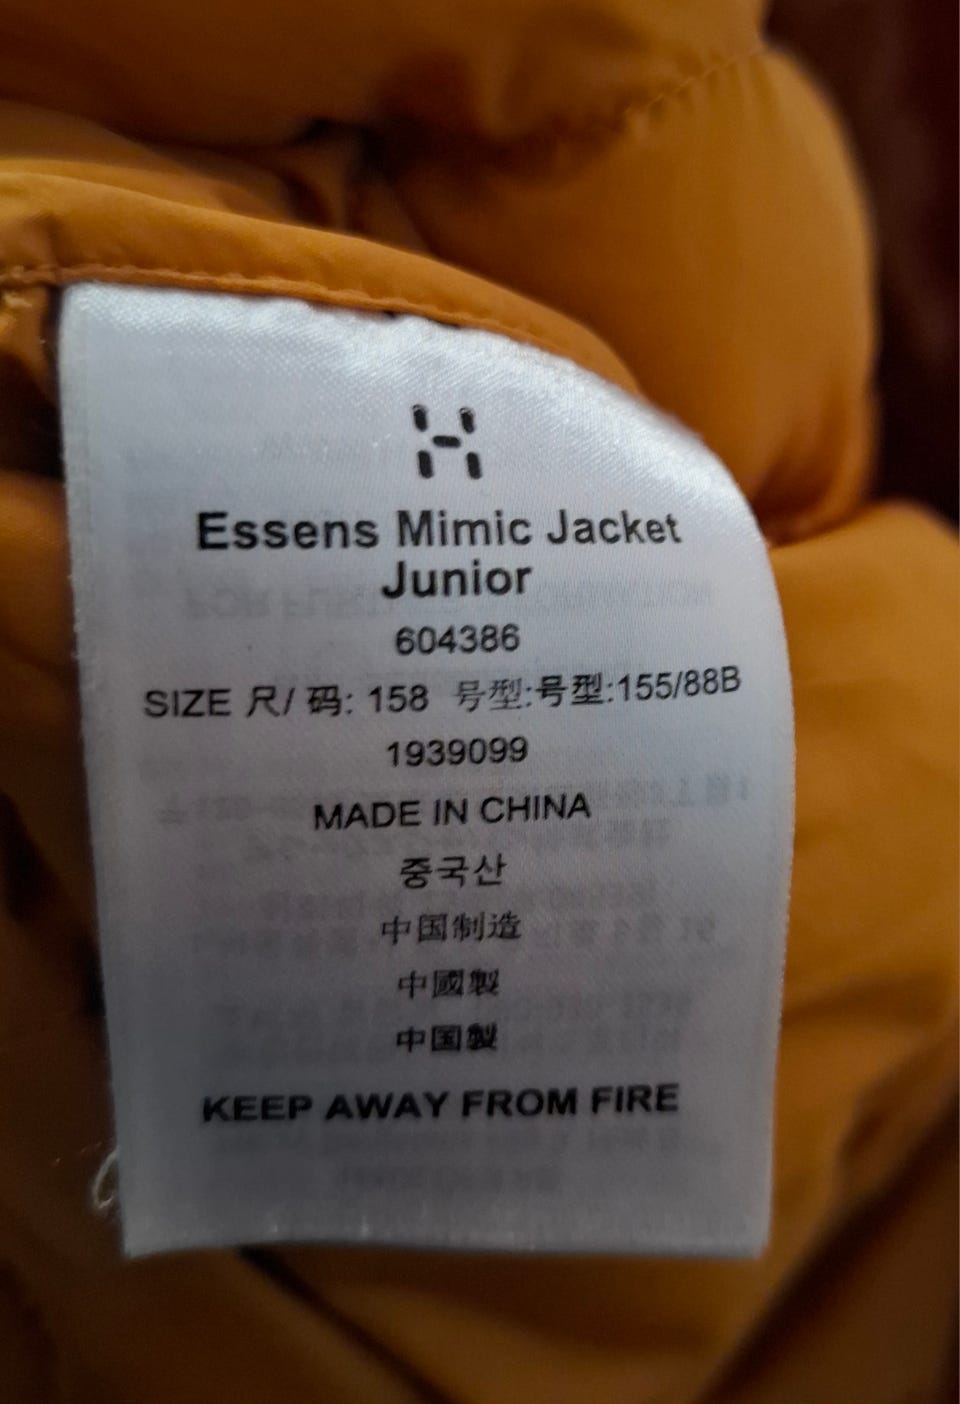 Essens Mimic Jacket
Junior
604386
SIZE 尺/ 码: 158 号型:号型:155/88B
1939099
MADE IN CHINA
중국산
中国制造
中國製
中国製
KEEP AWAY FROM FIRE